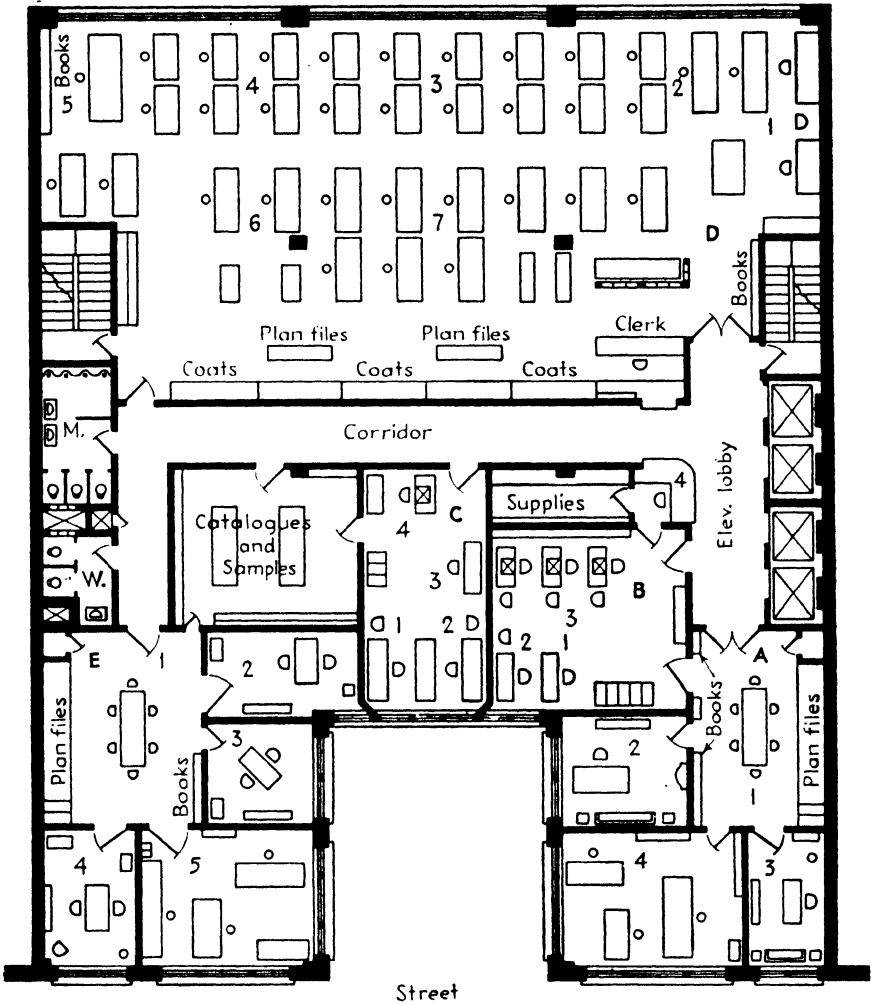 Books
5
4
3
2
1 D
6
7
D
Books
Plan files
Plan files
Clerk
Coats
Coats
Coats
M.
Corridor
Elev. lobby
4
Supplies
C
Catalogues
and
Samples
4
3
W.
B
3
1
2
2
1
E
1
2
A
Plan files
Books
Plan files
3
2
Books
1
4
5
4
3
Street